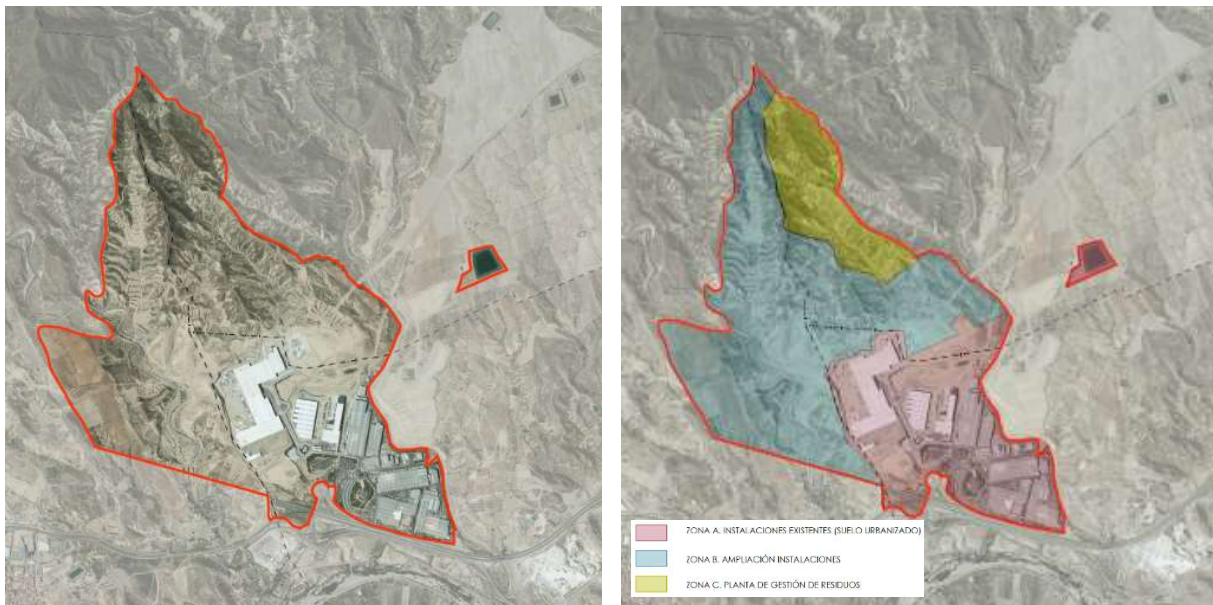 ZONA A. INSTALACIONES EXISTENTES (SUELO URBANIZADO)
ZONA B. AMPLIACIÓN INSTALACIONES
ZONA C. PLANTA DE GESTIÓN DE RESIDUOS